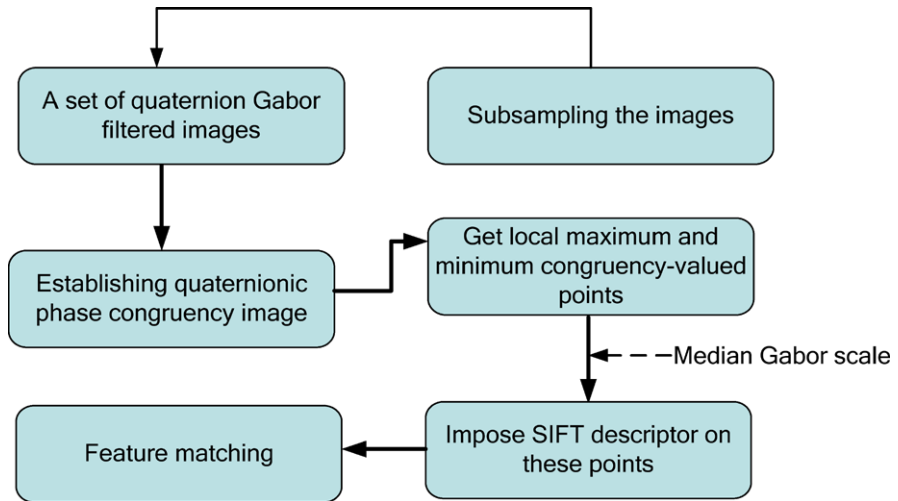 A set of quaternion Gabor
filtered images
Subsampling the images
Establishing quaternionic
phase congruency image
Get local maximum and
minimum congruency-valued
points
Median Gabor scale
Impose SIFT descriptor on
these points
Feature matching